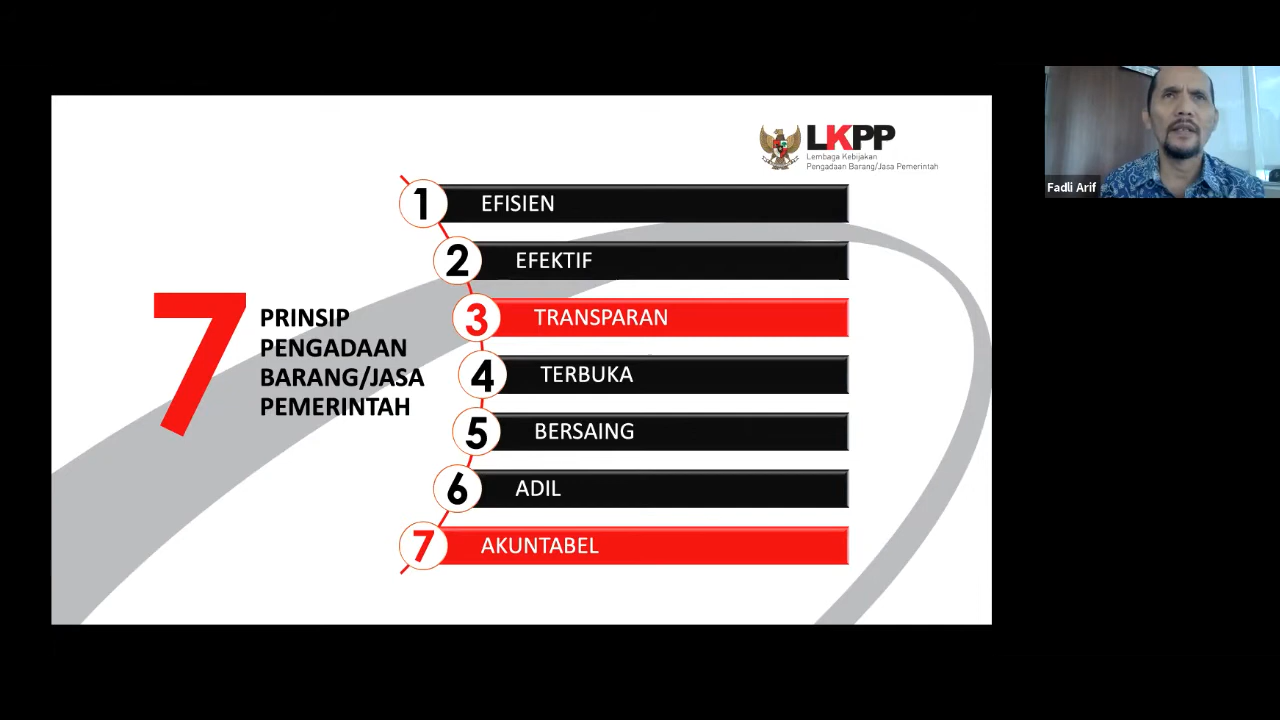 LKPP
Lembaga Kebijakan
Pengadaan Barang/Jasa Pemerintah
7
PRINSIP
PENGADAAN
BARANG/JASA
PEMERINTAH
1 EFISIEN
2 EFEKTIF
3 TRANSPARAN
4 TERBUKA
5 BERSAING
6 ADIL
7 AKUNTABEL
Fadli Arif